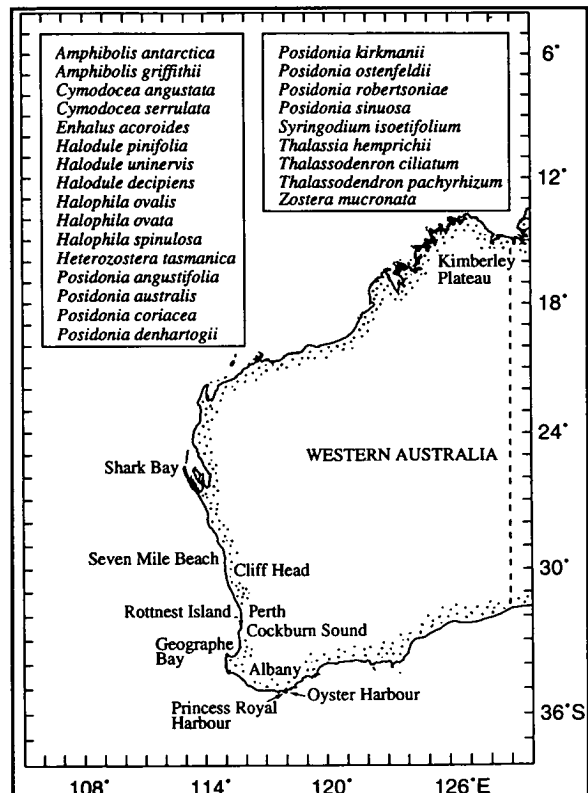 Amphibolis antarctica
Amphibolis griffithii
Cymodocea angustata
Cymodocea serrulata
Enhalus acoroides
Halodule pinifolia
Halodule uninervis
Halodule decipiens
Halophila ovalis
Halophila ovata
Halophila spinulosa
Heterozostera tasmanica
Posidonia angustifolia
Posidonia australis
Posidonia coriacea
Posidonia denhartogii
Posidonia kirkmanii
Posidonia ostenfeldii
Posidonia robertsoniae
Posidonia sinuosa
Syringodium isoetifolium
Thalassia hemprichii
Thalassodenron ciliatum
Thalassodendron pachyrhizum
Zostera mucronata
6°
12°
Kimberley
Plateau
18°
24°
WESTERN AUSTRALIA
Shark Bay
Seven Mile Beach
Cliff Head
30°
Rottnest Island
Perth
Cockburn Sound
Geographe
Bay
Albany
Oyster Harbour
Princess Royal
Harbour
36°S
108°
114°
120°
126°E